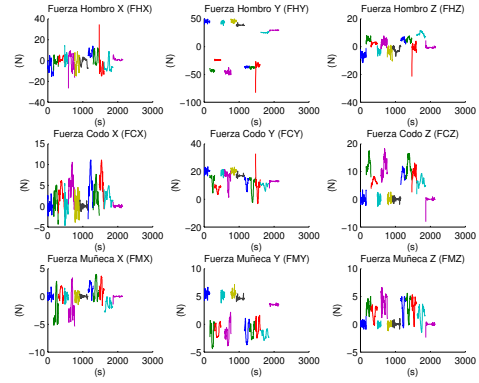 Fuerza Hombro X (FHX)
40
20
0
−20
−40
(N)
0 1000 2000 3000
(s)
Fuerza Hombro Y (FHY)
50
0
−50
−100
(N)
0 1000 2000 3000
(s)
Fuerza Hombro Z (FHZ)
20
0
−20
−40
(N)
0 1000 2000 3000
(s)
Fuerza Codo X (FCX)
15
10
5
0
−5
(N)
0 1000 2000 3000
(s)
Fuerza Codo Y (FCY)
40
20
0
−20
(N)
0 1000 2000 3000
(s)
Fuerza Codo Z (FCZ)
20
10
0
−10
(N)
0 1000 2000 3000
(s)
Fuerza Muñeca X (FMX)
5
0
−5
−10
(N)
0 1000 2000 3000
(s)
Fuerza Muñeca Y (FMY)
10
5
0
−5
(N)
0 1000 2000 3000
(s)
Fuerza Muñeca Z (FMZ)
10
5
0
−5
(N)
0 1000 2000 3000
(s)